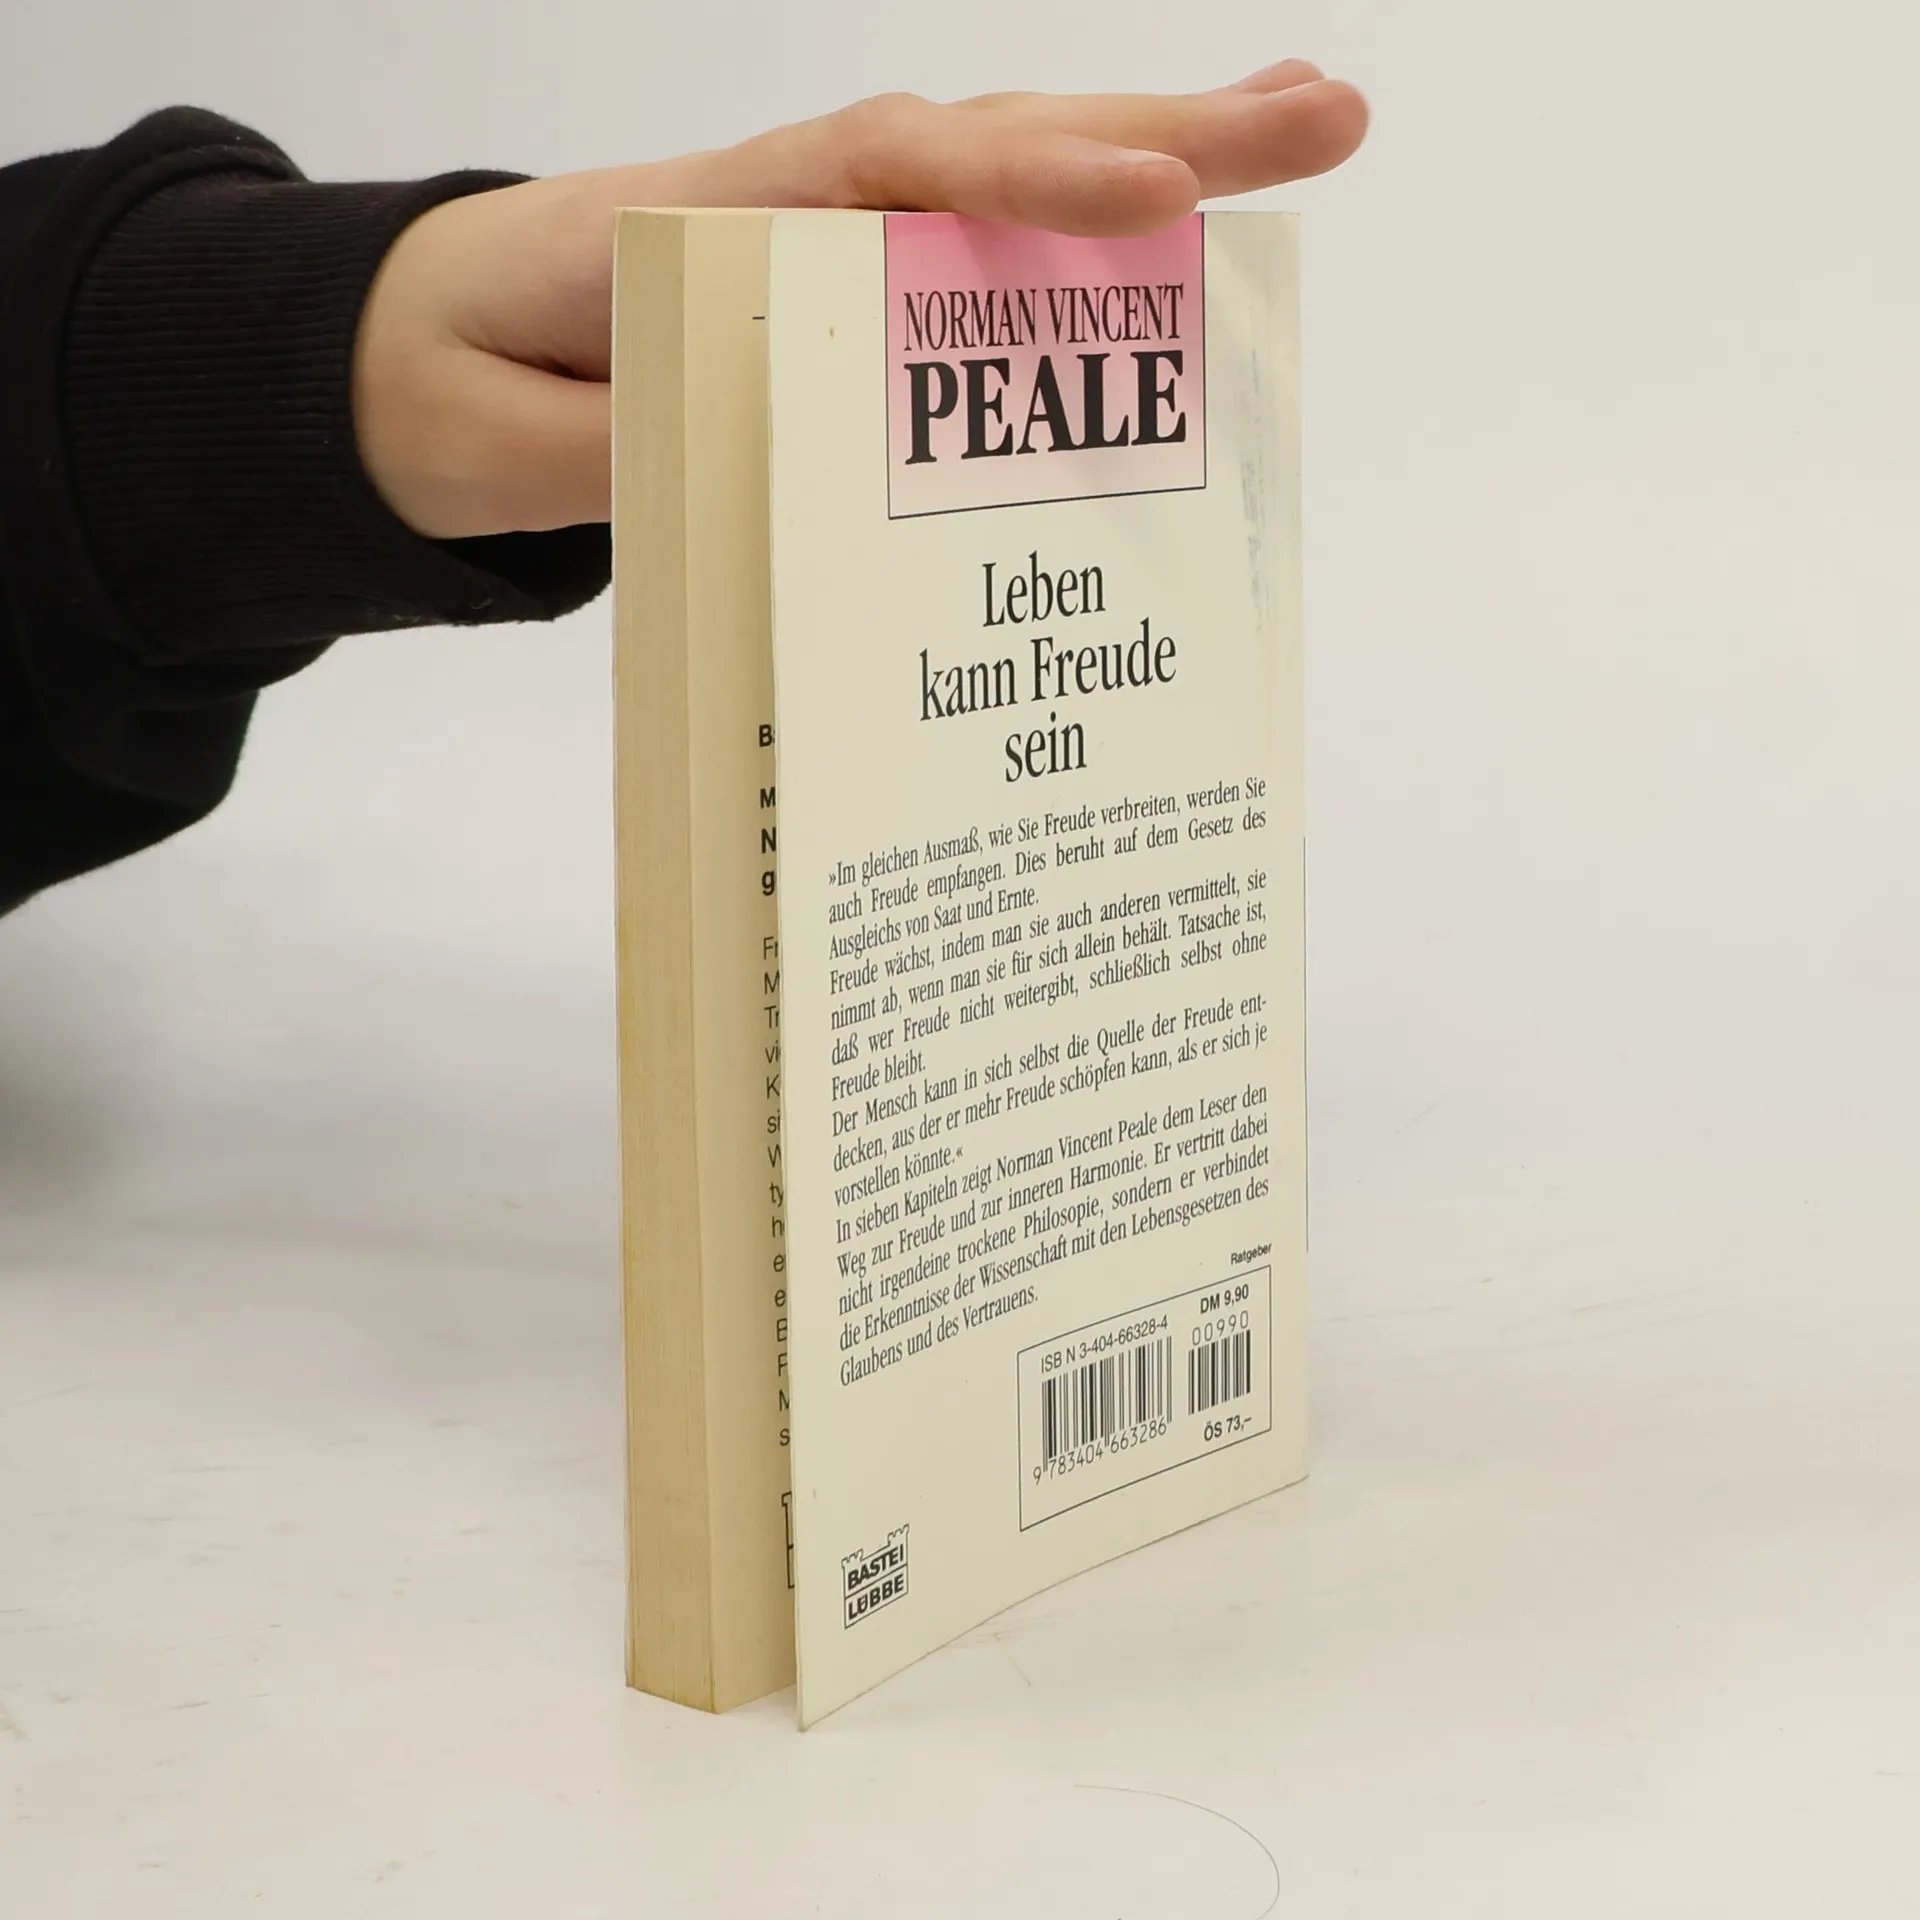 NORMAN VINCENT
PEALE
Leben
kann Freude
sein
»Im gleichen Ausmaß, wie Sie Freude verbreiten, werden Sie
auch Freude empfangen. Dies beruht auf dem Gesetz des
Ausgleichs von Saat und Ernte.
Freude wächst, indem man sie auch anderen vermittelt, sie
nimmt ab, wenn man sie für sich allein behält. Tatsache ist,
daß wer Freude nicht weitergibt, schließlich selbst ohne
Freude bleibt.
Der Mensch kann in sich selbst die Quelle der Freude ent-
decken, aus der er mehr Freude schöpfen kann, als er sich je
vorstellen könnte.«
In sieben Kapiteln zeigt Norman Vincent Peale dem Leser den
Weg zur Freude und zur inneren Harmonie. Er vertritt dabei
nicht irgendeine trockene Philosopie, sondern er verbindet
die Erkenntnisse der Wissenschaft mit den Lebensgesetzen des
Glaubens und des Vertrauens.
Ratgeber
ISB N 3-404-66328-4
DM 9,90
00990
9 783404 663286
ÖS 73,-
BASTEI
LÜBBE